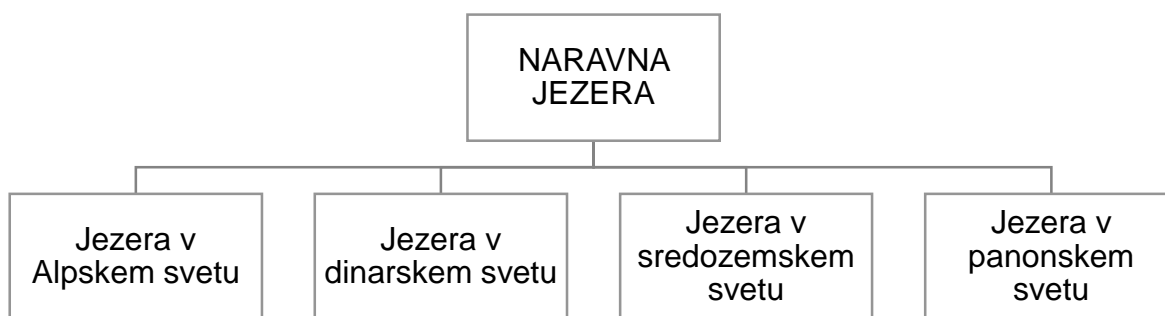 NARAVNA
JEZERA
Jezera v
Alpskem svetu
Jezera v
dinarskem svetu
Jezera v
sredozemskem
svetu
Jezera v
panonskem
svetu